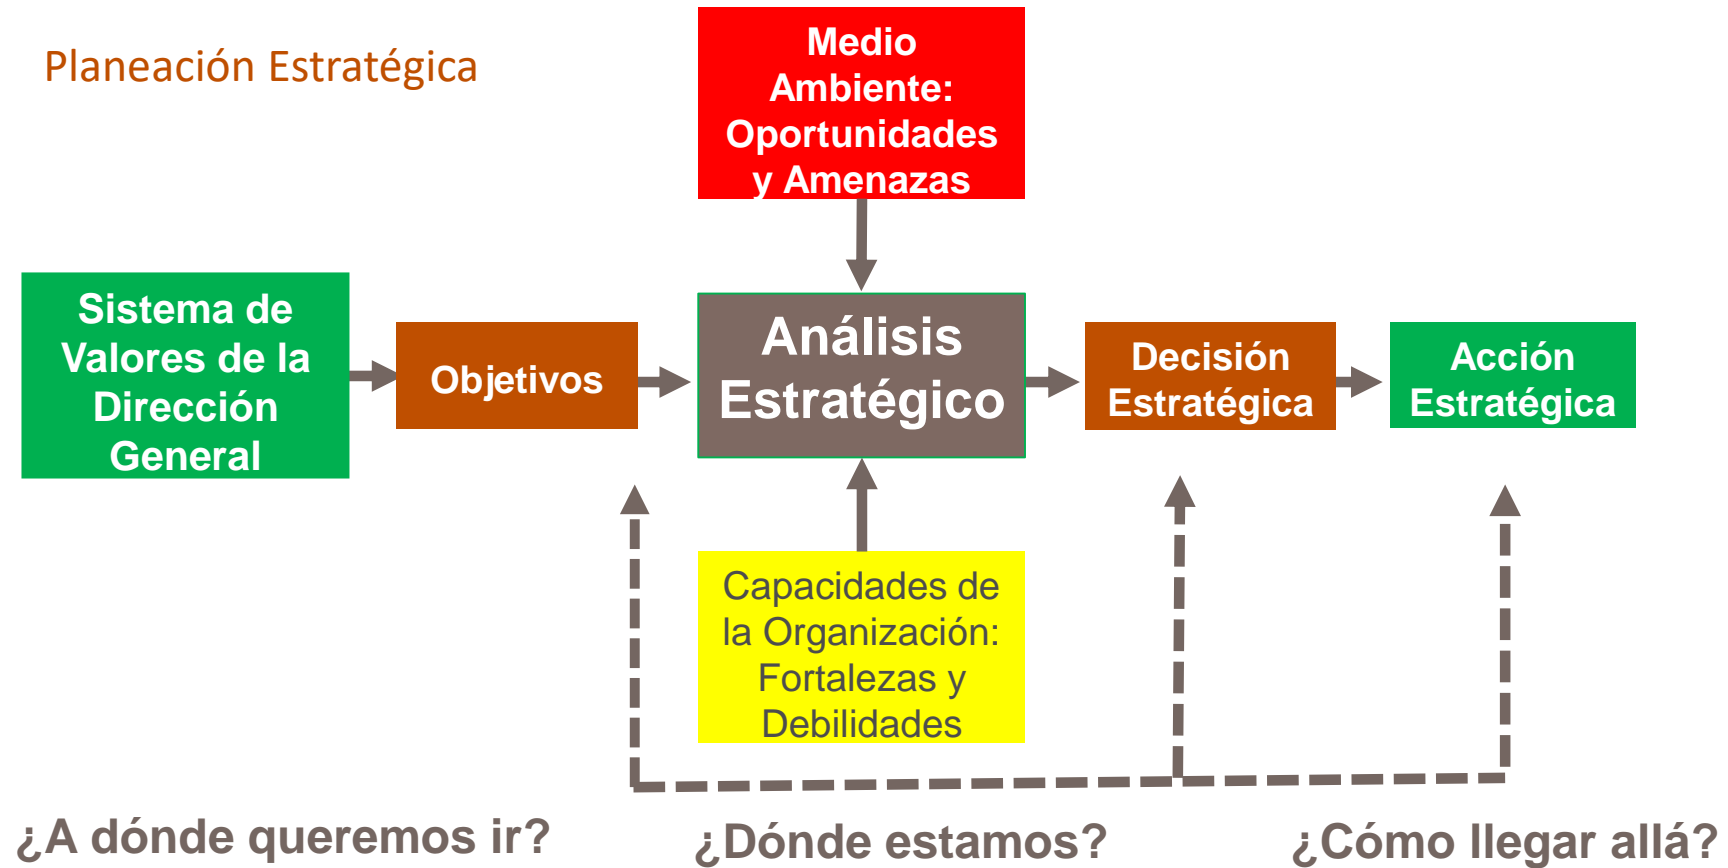 Planeación Estratégica
Medio
Ambiente:
Oportunidades
y Amenazas
Sistema de
Valores de la
Dirección
General
Objetivos
Análisis
Estratégico
Decisión
Estratégica
Acción
Estratégica
Capacidades de
la Organización:
Fortalezas y
Debilidades
¿A dónde queremos ir?
¿Dónde estamos?
¿Cómo llegar allá?